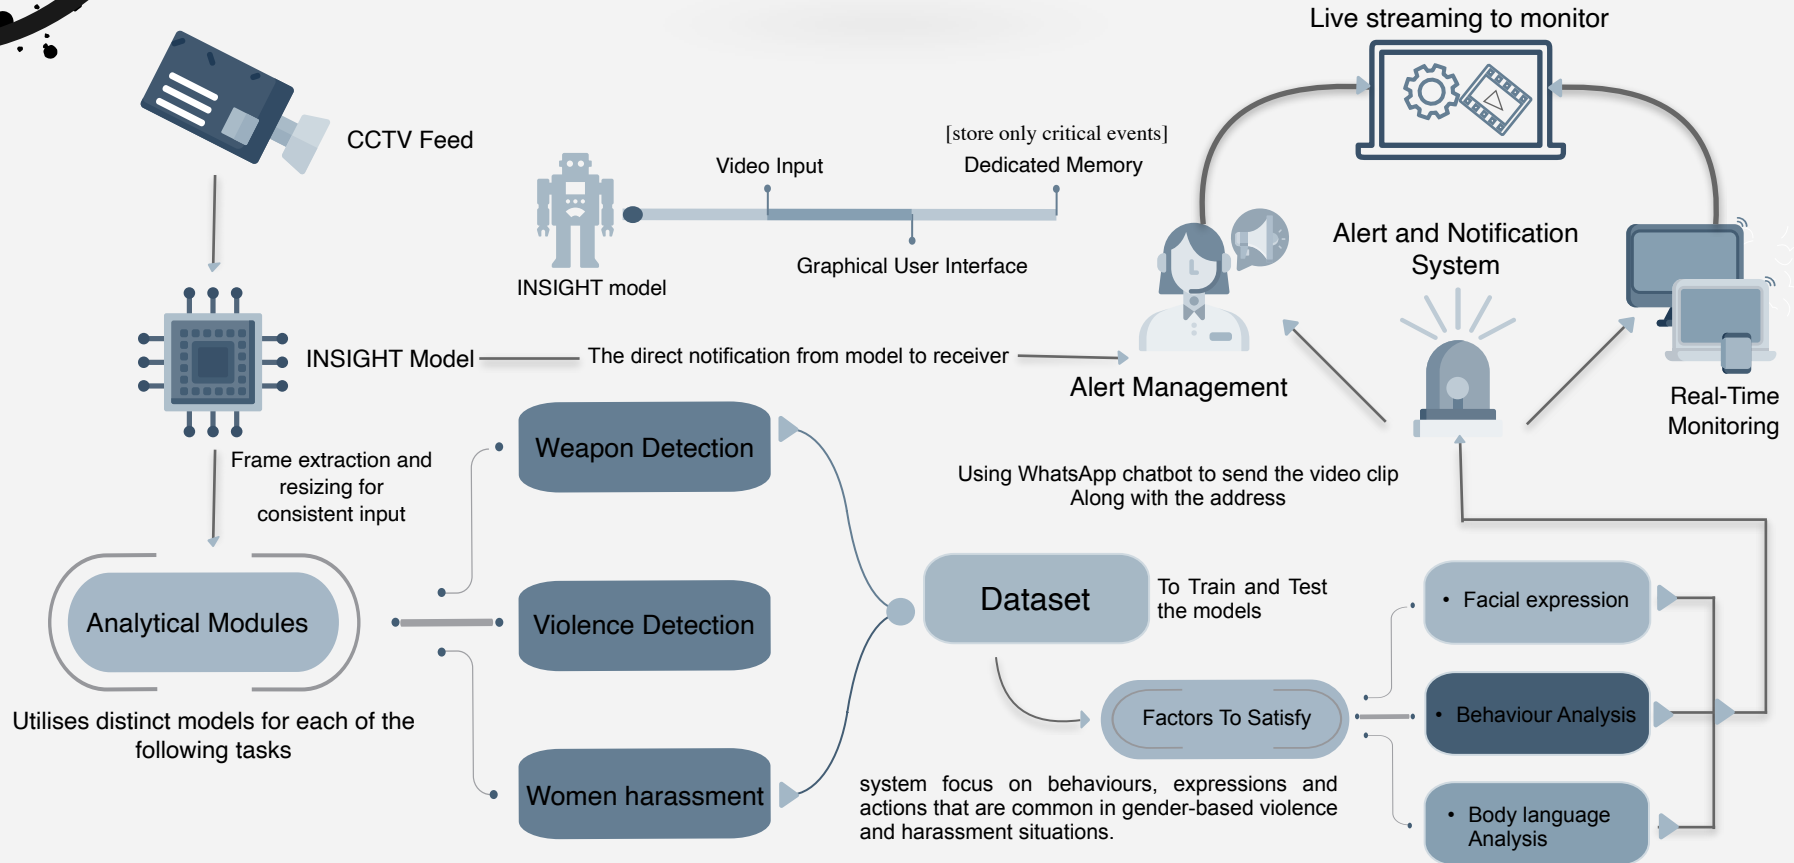 Live streaming to monitor
CCTV Feed
[store only critical events]
Video Input
Dedicated Memory
Graphical User Interface
INSIGHT model
Alert and Notification
System
INSIGHT Model
The direct notification from model to receiver
Alert Management
Real-Time
Monitoring
Frame extraction and
resizing for
consistent input
Weapon Detection
Using WhatsApp chatbot to send the video clip
Along with the address
Analytical Modules
Violence Detection
Dataset
To Train and Test
the models
• Facial expression
Utilises distinct models for each of the
following tasks
Factors To Satisfy
• Behaviour Analysis
Women harassment
system focus on behaviours, expressions and
actions that are common in gender-based violence
and harassment situations.
• Body language
Analysis